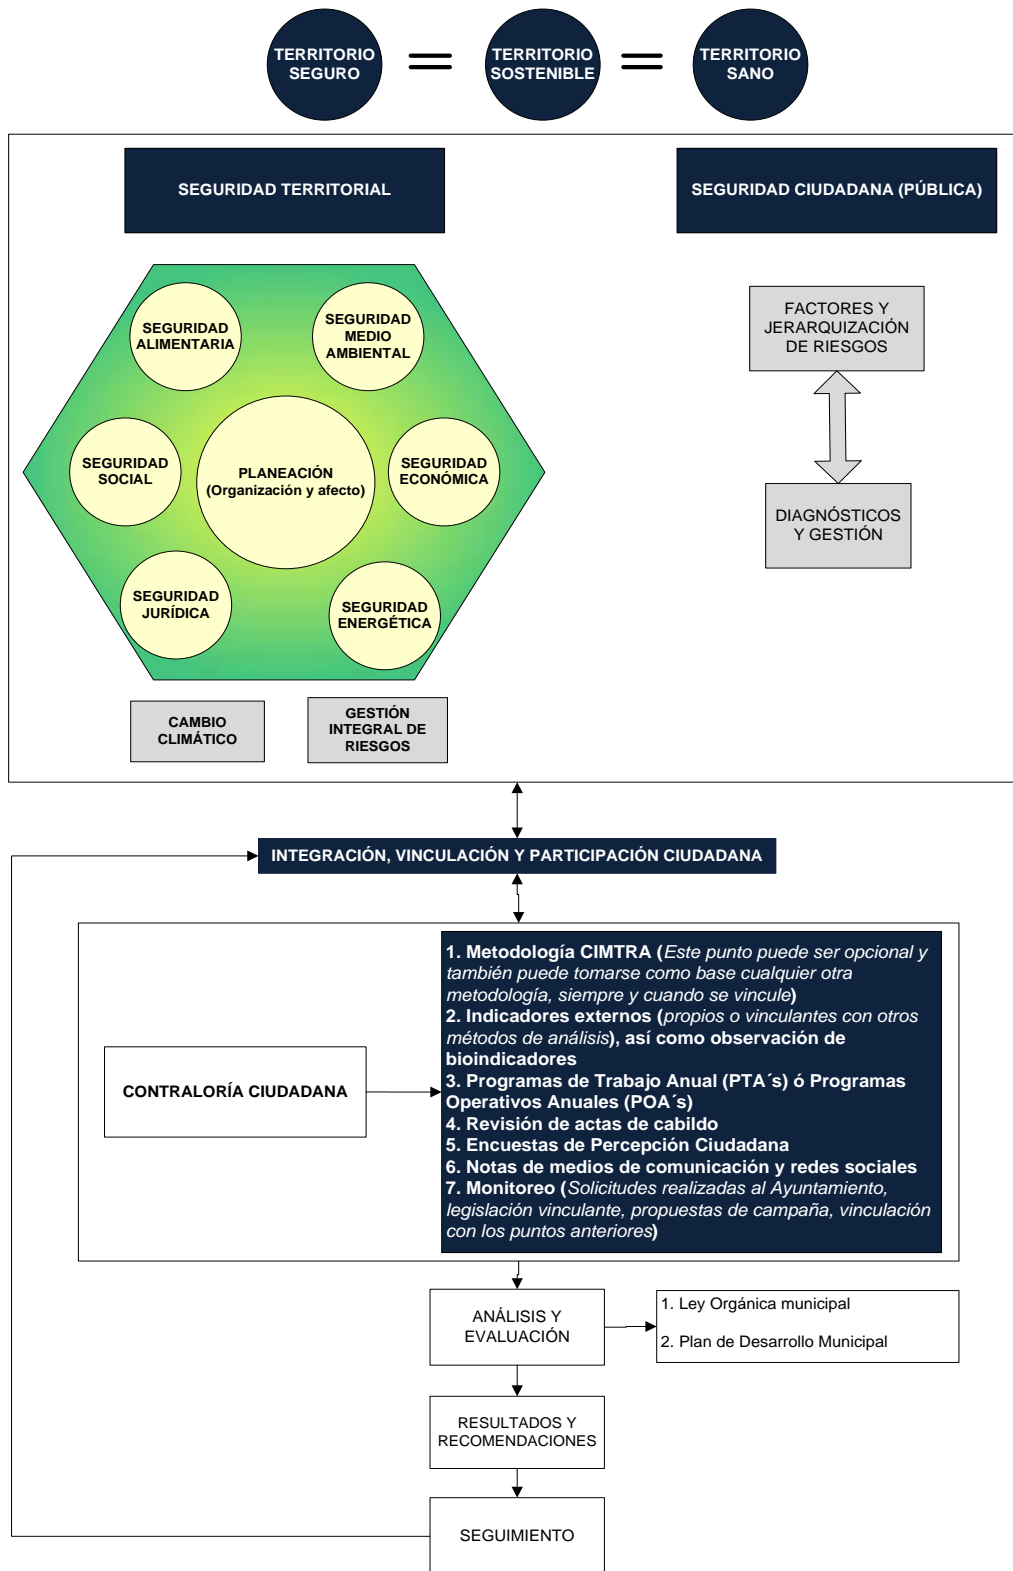 TERRITORIO
SEGURO
=
TERRITORIO
SOSTENIBLE
=
TERRITORIO
SANO
SEGURIDAD TERRITORIAL
SEGURIDAD CIUDADANA (PÚBLICA)
SEGURIDAD
ALIMENTARIA
SEGURIDAD
MEDIO
AMBIENTAL
SEGURIDAD
SOCIAL
PLANEACIÓN
(Organización y afecto)
SEGURIDAD
ECONÓMICA
SEGURIDAD
JURÍDICA
SEGURIDAD
ENERGÉTICA
CAMBIO
CLIMÁTICO
GESTIÓN
INTEGRAL DE
RIESGOS
FACTORES Y
JERARQUIZACIÓN
DE RIESGOS
DIAGNÓSTICOS
Y GESTIÓN
INTEGRACIÓN, VINCULACIÓN Y PARTICIPACIÓN CIUDADANA
CONTRALORÍA CIUDADANA
1. Metodología CIMTRA (Este punto puede ser opcional y
también puede tomarse como base cualquier otra
metodología, siempre y cuando se vincule)
2. Indicadores externos (propios o vinculantes con otros
métodos de análisis), así como observación de
bioindicadores
3. Programas de Trabajo Anual (PTA´s) ó Programas
Operativos Anuales (POA´s)
4. Revisión de actas de cabildo
5. Encuestas de Percepción Ciudadana
6. Notas de medios de comunicación y redes sociales
7. Monitoreo (Solicitudes realizadas al Ayuntamiento,
legislación vinculante, propuestas de campaña, vinculación
con los puntos anteriores)
ANÁLISIS Y
EVALUACIÓN
1. Ley Orgánica municipal
2. Plan de Desarrollo Municipal
RESULTADOS Y
RECOMENDACIONES
SEGUIMIENTO